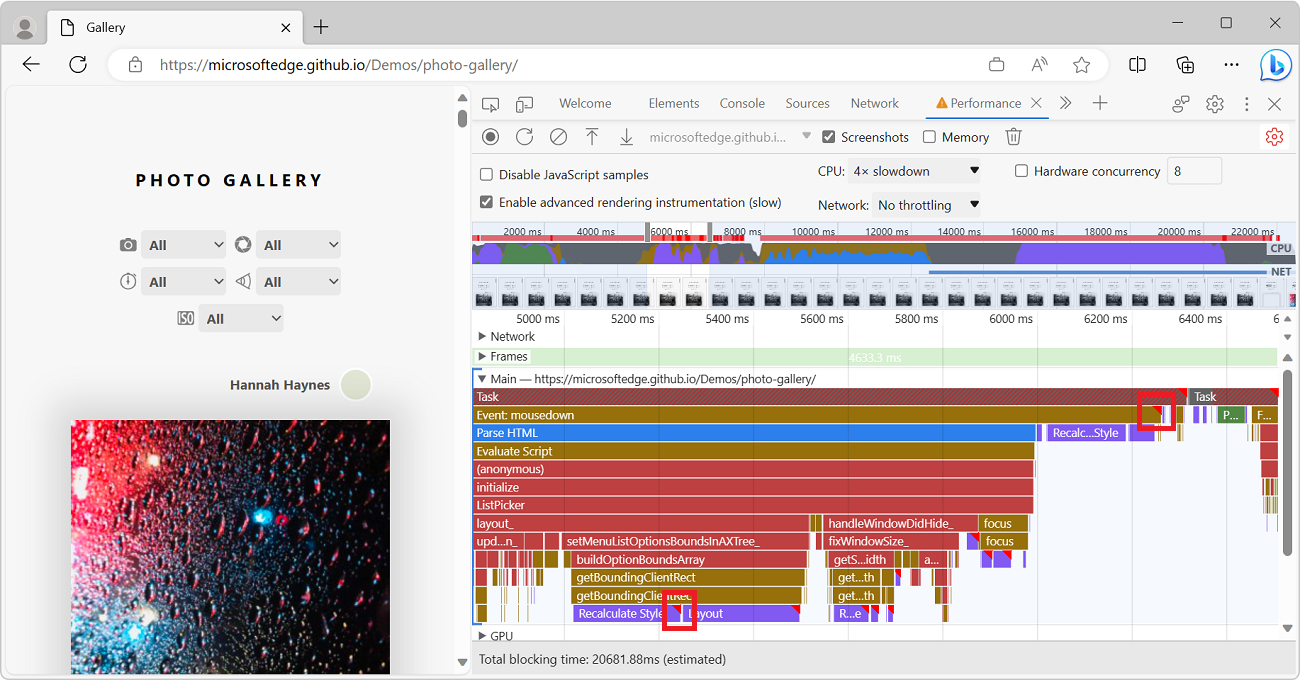 Gallery
https://microsoftedge.github.io/Demos/photo-gallery/
PHOTO GALLERY
All All
All All
ISO All
Hannah Haynes
Welcome Elements Console Sources Network Performance
microsoftedge.github.i... Screenshots Memory
Disable JavaScript samples CPU: 4× slowdown Hardware concurrency 8
Enable advanced rendering instrumentation (slow) Network: No throttling
2000 ms 4000 ms 6000 ms 8000 ms 10000 ms 12000 ms 14000 ms 16000 ms 18000 ms 20000 ms 22000 ms
CPU
NET
5000 ms 5200 ms 5400 ms 5600 ms 5800 ms 6000 ms 6200 ms 6400 ms 6
Network
Frames 4633.3 ms
Main — https://microsoftedge.github.io/Demos/photo-gallery/
Task Task
Event: mousedown P... F...
Parse HTML Recalc...Style
Evaluate Script
(anonymous)
initialize
ListPicker
layout_ handleWindowDidHide_ focus
upd..n_ setMenuListOptionsBoundsInAXTree_ fixWindowSize_ focus
buildOptionBoundsArray getS...idth a...
getBoundingClientRect get...th
getBoundingClientRect get...th
Recalculate Style Layout R...e
GPU
Total blocking time: 20681.88ms (estimated)